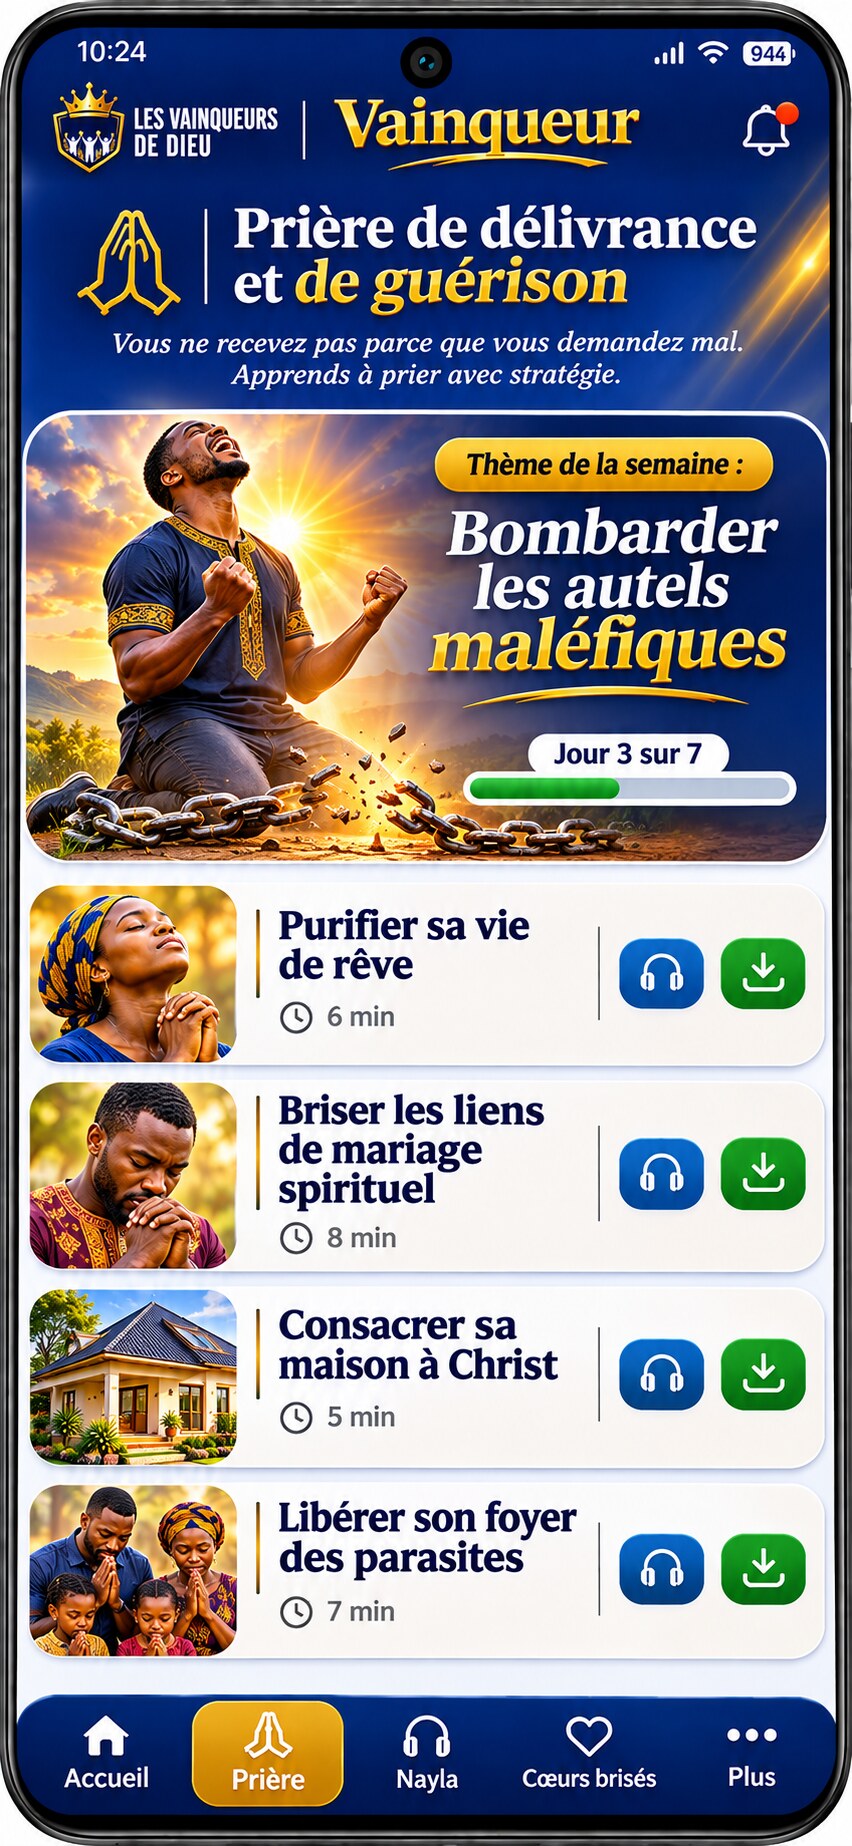 10:24
944
LES VAINQUEURS
DE DIEU
Vainqueur
Prière de délivrance
et de guérison
Vous ne recevez pas parce que vous demandez mal.
Apprends à prier avec stratégie.
Thème de la semaine :
Bombarder
les autels
maléfiques
Jour 3 sur 7
Purifier sa vie
de rêve
6 min
Briser les liens
de mariage
spirituel
8 min
Consacrer sa
maison à Christ
5 min
Libérer son foyer
des parasites
7 min
Accueil
Prière
Nayla
Cœurs brisés
Plus